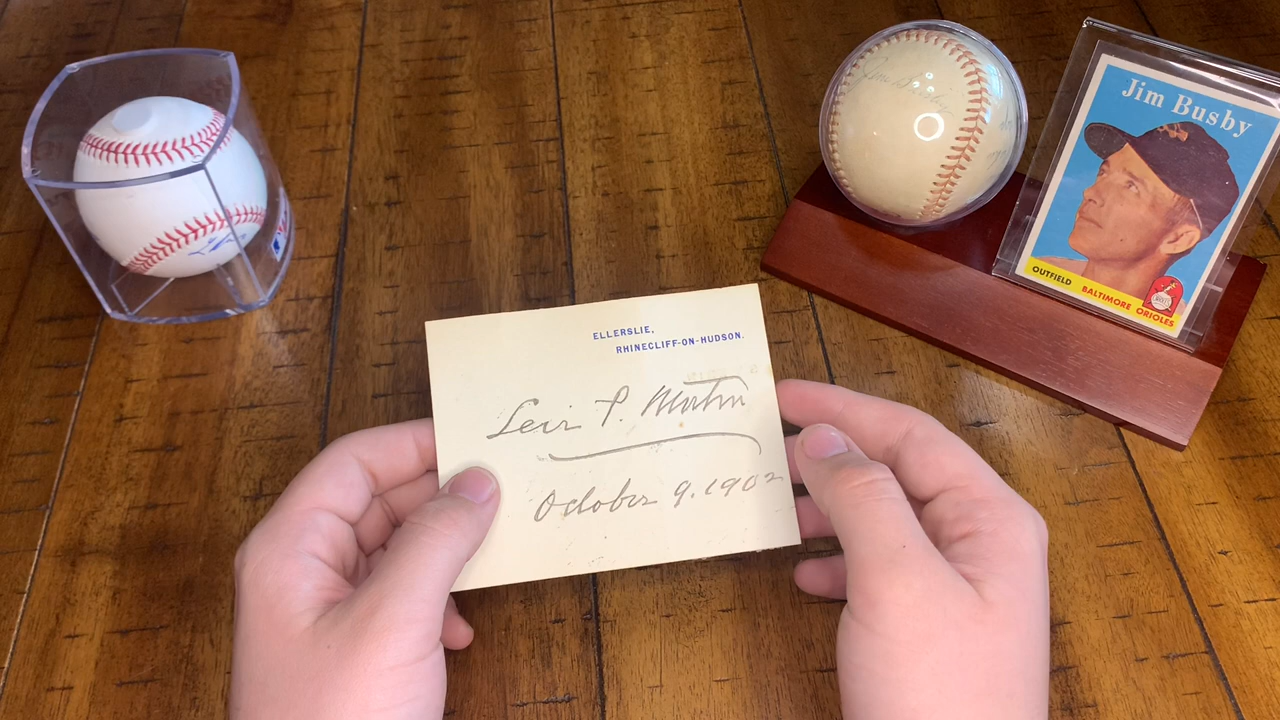 ELLERSLIE,
RHINECLIFF-ON-HUDSON.
Levi P. Morton
October 9. 1902
Jim Busby
OUTFIELD BALTIMORE ORIOLES